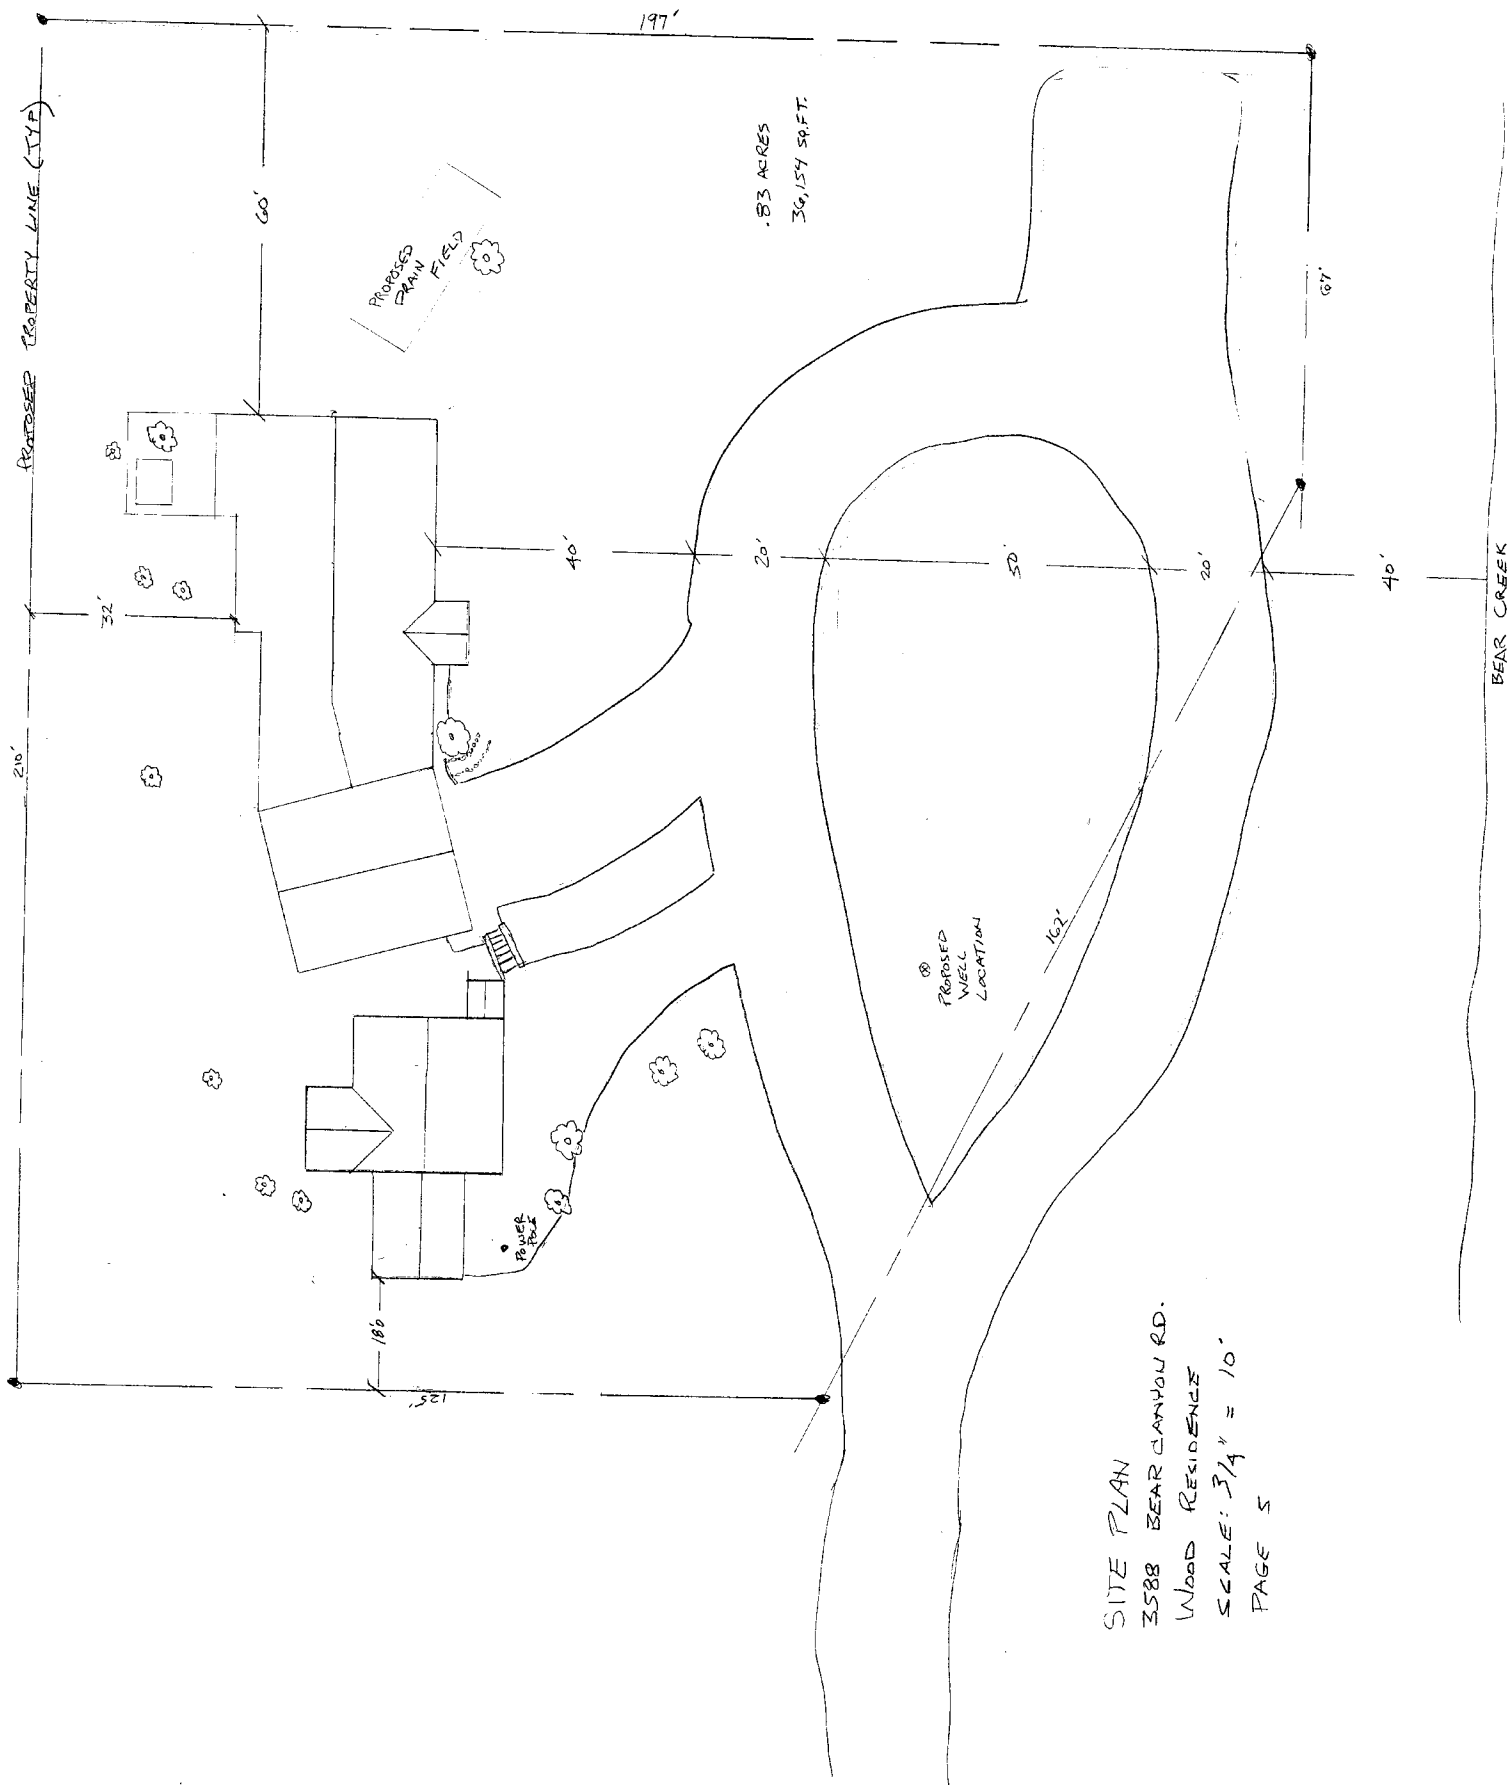 197'
PROPOSED PROPERTY LINE (TYP)
60'
.83 ACRES
36,154 SQ.FT.
PROPOSED
DRAIN
FIELD
67'
40'
20'
50'
20'
40'
32'
210'
BEAR CREEK
162'
PROPOSED
WELL
LOCATION
POWER
POLE
125'
SITE PLAN
3588 BEAR CANYON RD.
WOOD RESIDENCE
SCALE: 3/4" = 10'
PAGE 5